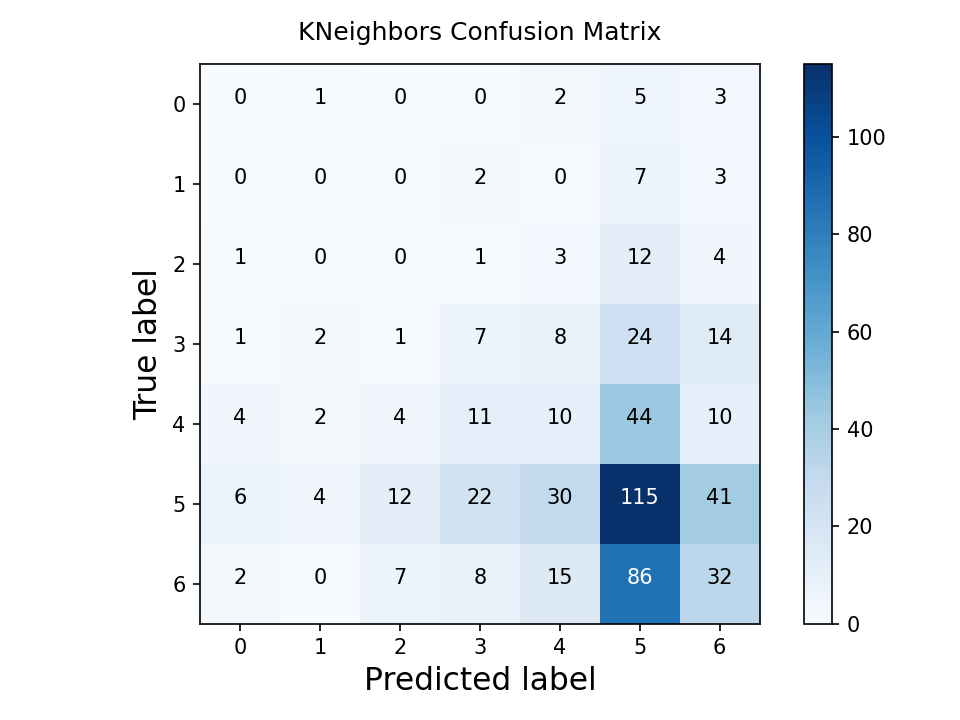 KNeighbors Confusion Matrix
True label
0 0 1 0 0 2 5 3
1 0 0 0 2 0 7 3
2 1 0 0 1 3 12 4
3 1 2 1 7 8 24 14
4 4 2 4 11 10 44 10
5 6 4 12 22 30 115 41
6 2 0 7 8 15 86 32
0 1 2 3 4 5 6
Predicted label
100
80
60
40
20
0